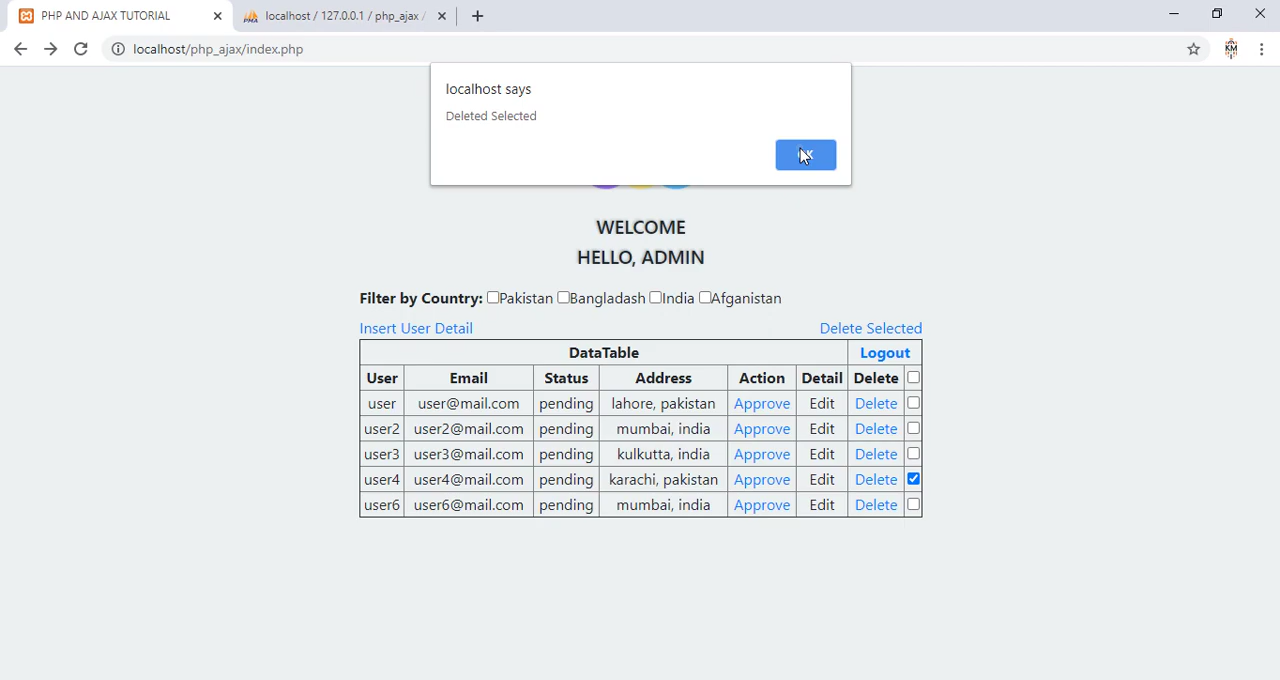 PHP AND AJAX TUTORIAL
localhost / 127.0.0.1 / php_ajax /
localhost/php_ajax/index.php
KM
localhost says
Deleted Selected
WELCOME
HELLO, ADMIN
Filter by Country: Pakistan Bangladash India Afganistan
Insert User Detail Delete Selected
DataTable Logout
User Email Status Address Action Detail Delete
user user@mail.com pending lahore, pakistan Approve Edit Delete
user2 user2@mail.com pending mumbai, india Approve Edit Delete
user3 user3@mail.com pending kulkutta, india Approve Edit Delete
user4 user4@mail.com pending karachi, pakistan Approve Edit Delete
user6 user6@mail.com pending mumbai, india Approve Edit Delete